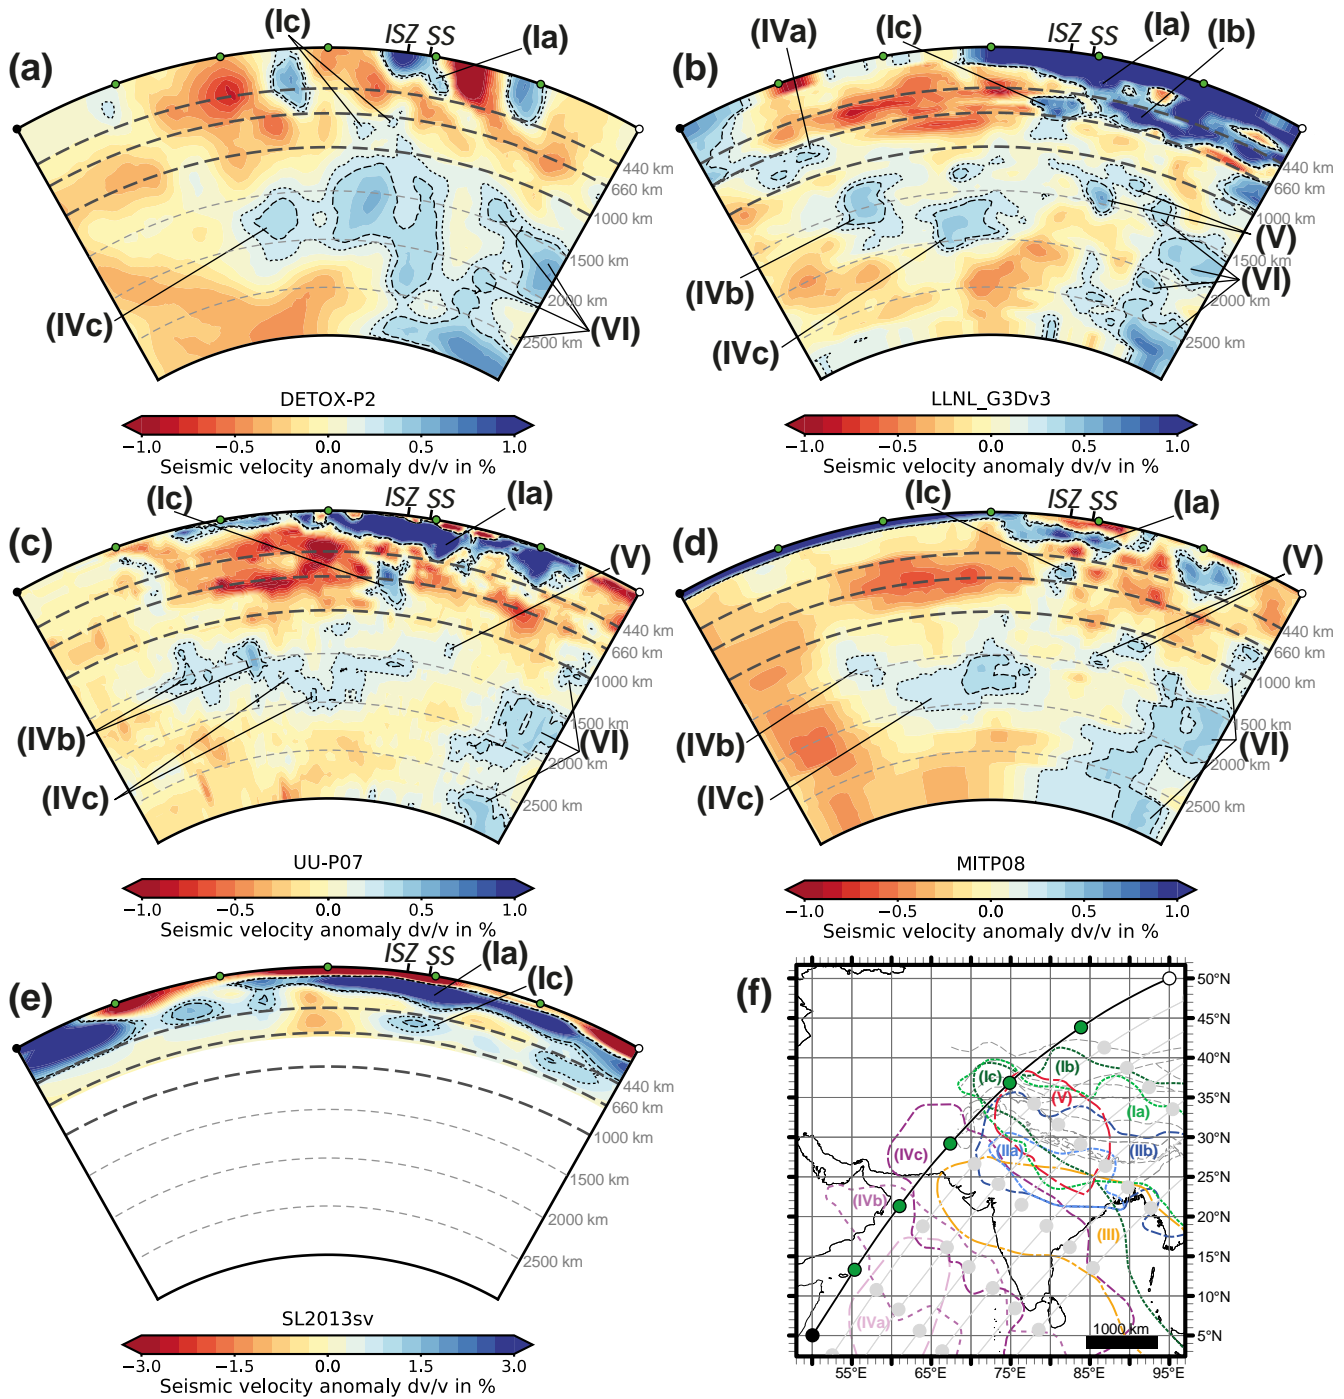 (a)
(Ic)
ISZ SS
(Ia)
(IVc)
(VI)
440 km
660 km
1000 km
1500 km
2000 km
2500 km
DETOX-P2
−1.0 −0.5 0.0 0.5 1.0
Seismic velocity anomaly dv/v in %
(b)
(IVa)
(Ic)
ISZ SS
(Ia)
(Ib)
(IVb)
(IVc)
(V)
(VI)
440 km
660 km
1000 km
1500 km
2000 km
2500 km
LLNL_G3Dv3
−1.0 −0.5 0.0 0.5 1.0
Seismic velocity anomaly dv/v in %
(c)
(Ic)
ISZ SS
(Ia)
(V)
(IVb)
(IVc)
(VI)
440 km
660 km
1000 km
1500 km
2000 km
2500 km
UU-P07
−1.0 −0.5 0.0 0.5 1.0
Seismic velocity anomaly dv/v in %
(d)
(Ic)
ISZ SS
(Ia)
(V)
(IVb)
(IVc)
(VI)
440 km
660 km
1000 km
1500 km
2000 km
2500 km
MITP08
−1.0 −0.5 0.0 0.5 1.0
Seismic velocity anomaly dv/v in %
(e)
ISZ SS
(Ia)
(Ic)
440 km
660 km
1000 km
1500 km
2000 km
2500 km
SL2013sv
−3.0 −1.5 0.0 1.5 3.0
Seismic velocity anomaly dv/v in %
(f)
50°N
45°N
40°N
35°N
30°N
25°N
20°N
15°N
10°N
5°N
(Ic)
(Ib)
(V)
(Ia)
(IVc)
(IIa)
(IIb)
(IVb)
(III)
(IVa)
1000 km
55°E 65°E 75°E 85°E 95°E